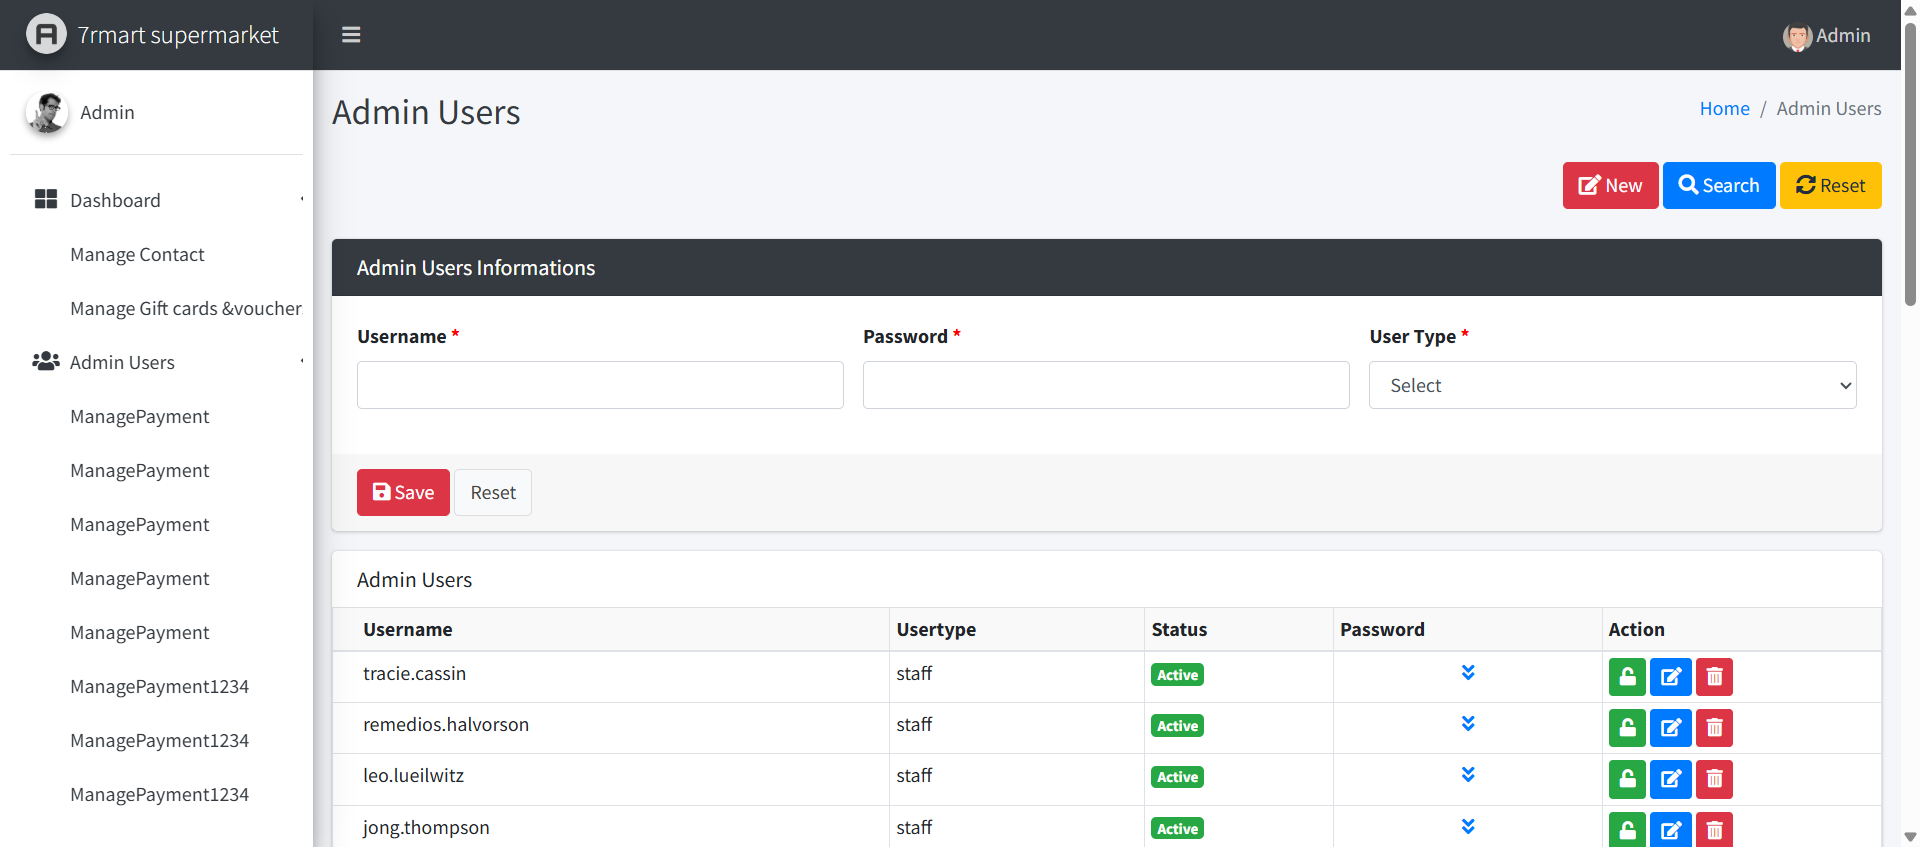 7rmart supermarket
Admin
Admin
Dashboard
Manage Contact
Manage Gift cards &voucher
Admin Users
ManagePayment
ManagePayment
ManagePayment
ManagePayment
ManagePayment
ManagePayment1234
ManagePayment1234
ManagePayment1234
Admin Users
Home / Admin Users
New Search Reset
Admin Users Informations
Username * Password * User Type *
Select
Save Reset
Admin Users
Username Usertype Status Password Action
tracie.cassin staff Active
remedios.halvorson staff Active
leo.lueilwitz staff Active
jong.thompson staff Active